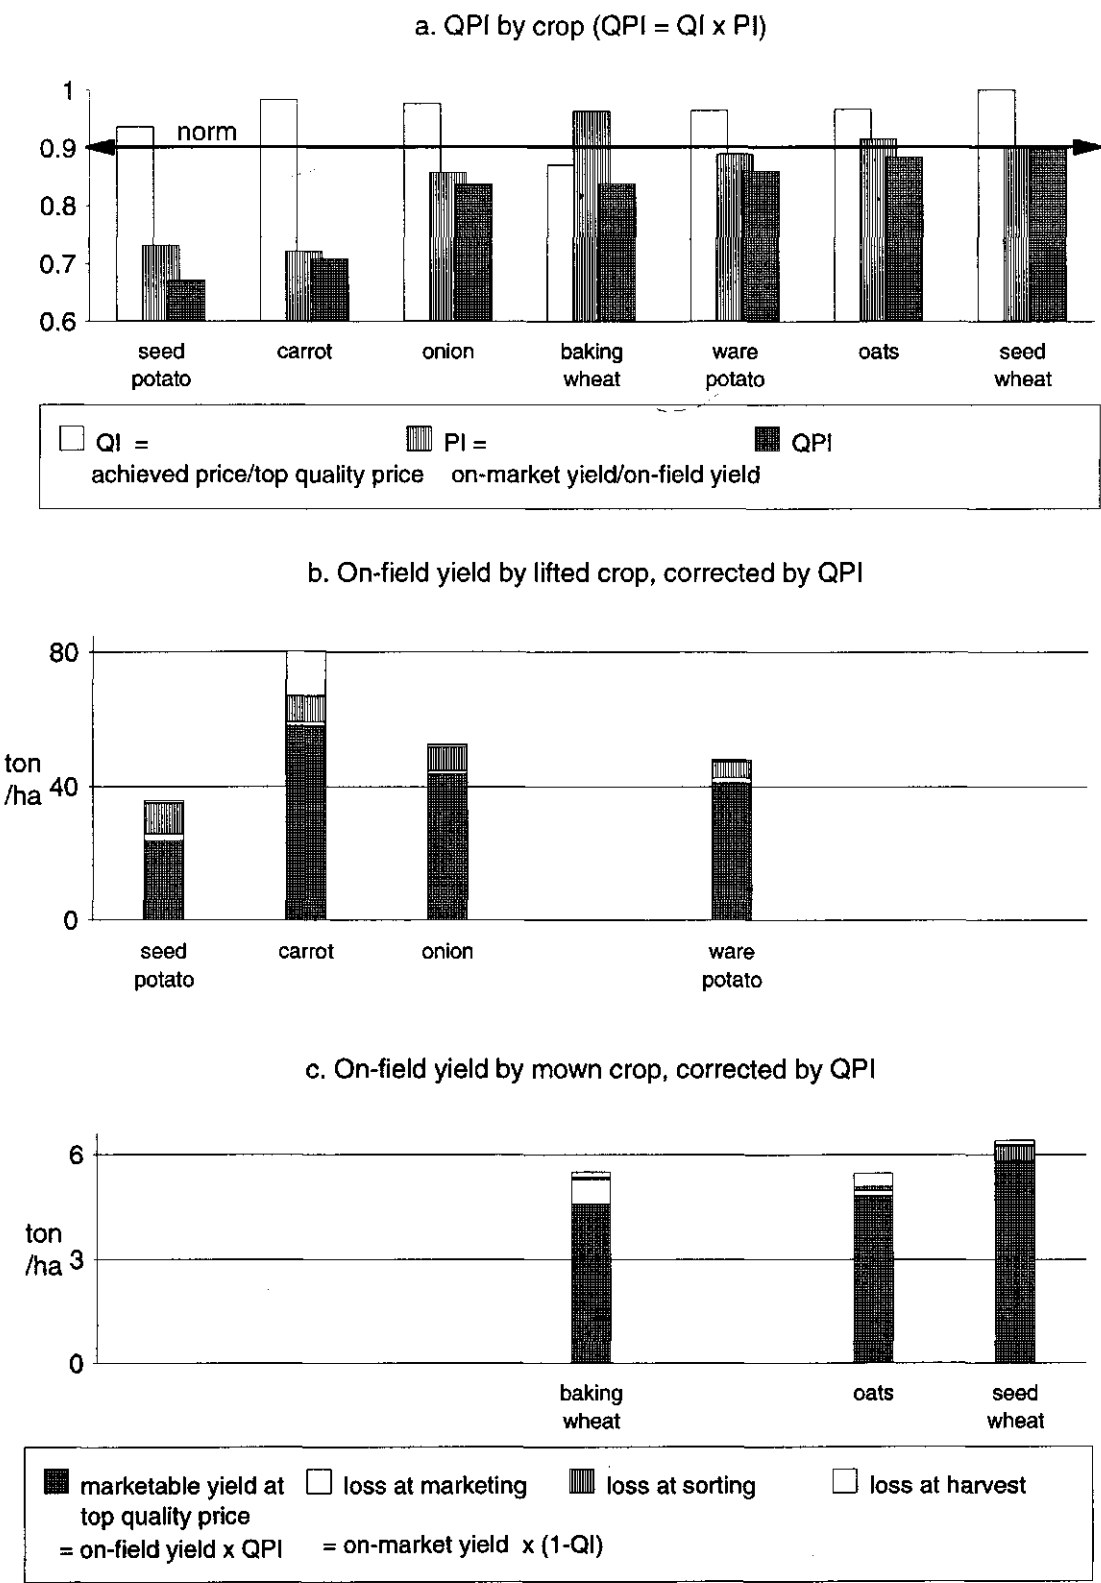 a. QPI by crop (QPI = QI x PI)
1
norm
0.9
0.8
0.7
0.6
seed potato
carrot
onion
baking wheat
ware potato
oats
seed wheat
QI =
achieved price/top quality price
PI =
on-market yield/on-field yield
QPI
b. On-field yield by lifted crop, corrected by QPI
80
ton
/ha
40
0
seed potato
carrot
onion
ware potato
c. On-field yield by mown crop, corrected by QPI
6
ton
/ha
3
0
baking wheat
oats
seed wheat
marketable yield at
top quality price
= on-field yield x QPI
loss at marketing
= on-market yield x (1-QI)
loss at sorting
loss at harvest